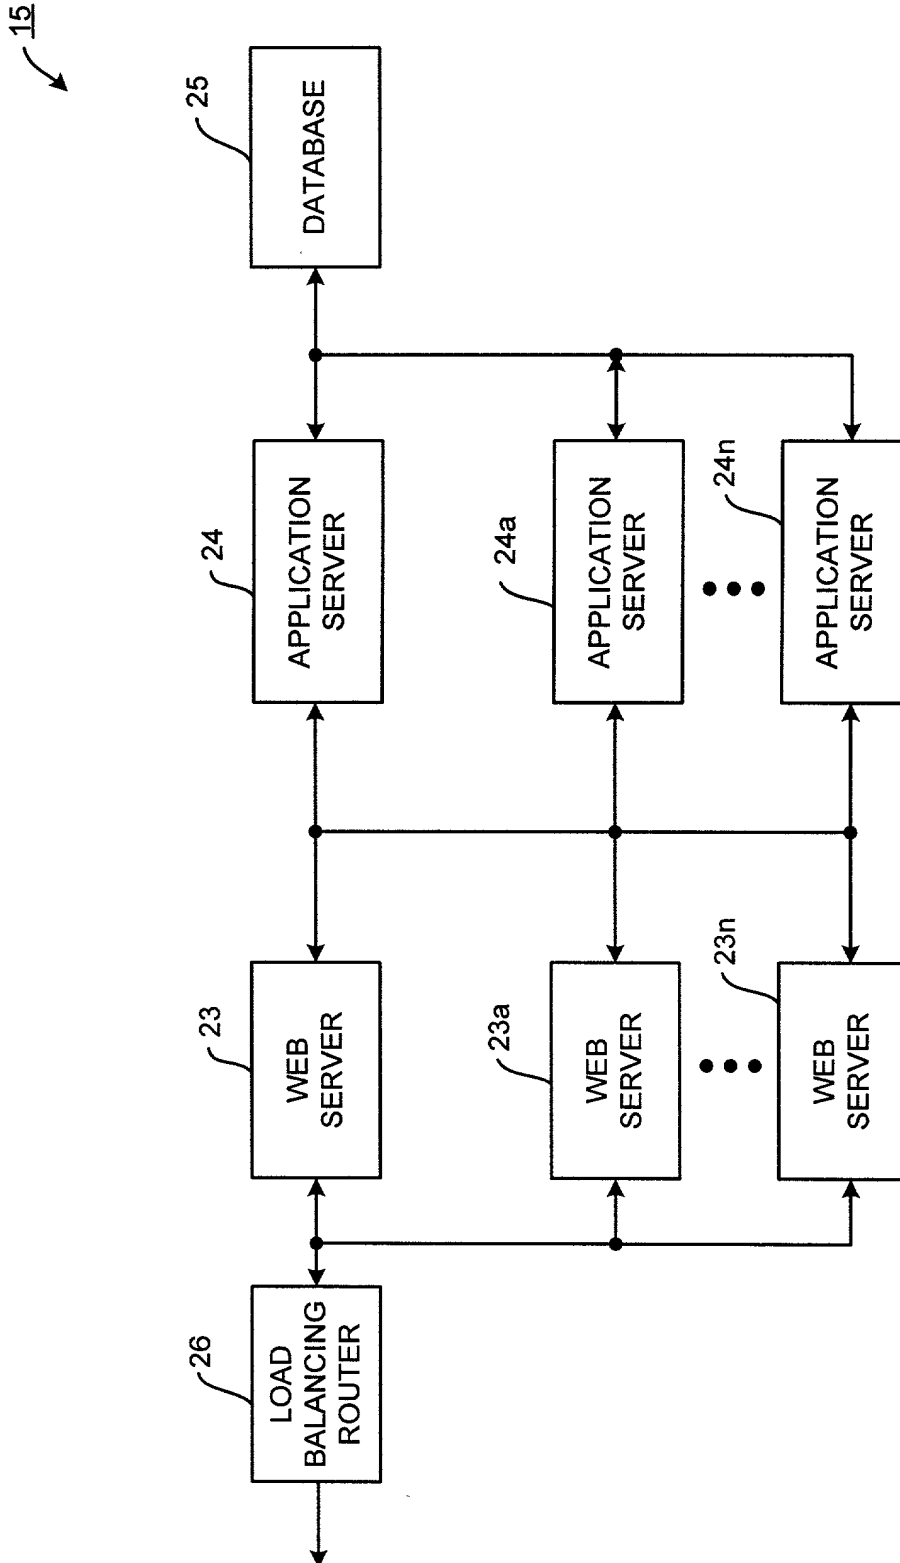 15
26
LOAD
BALANCING
ROUTER
23
WEB
SERVER
24
APPLICATION
SERVER
25
DATABASE
23a
WEB
SERVER
24a
APPLICATION
SERVER
23n
WEB
SERVER
24n
APPLICATION
SERVER